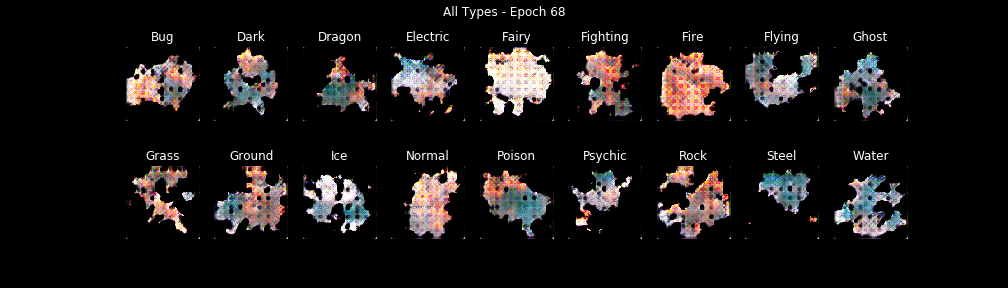 All Types - Epoch 68
Bug Dark Dragon Electric Fairy Fighting Fire Flying Ghost
Grass Ground Ice Normal Poison Psychic Rock Steel Water